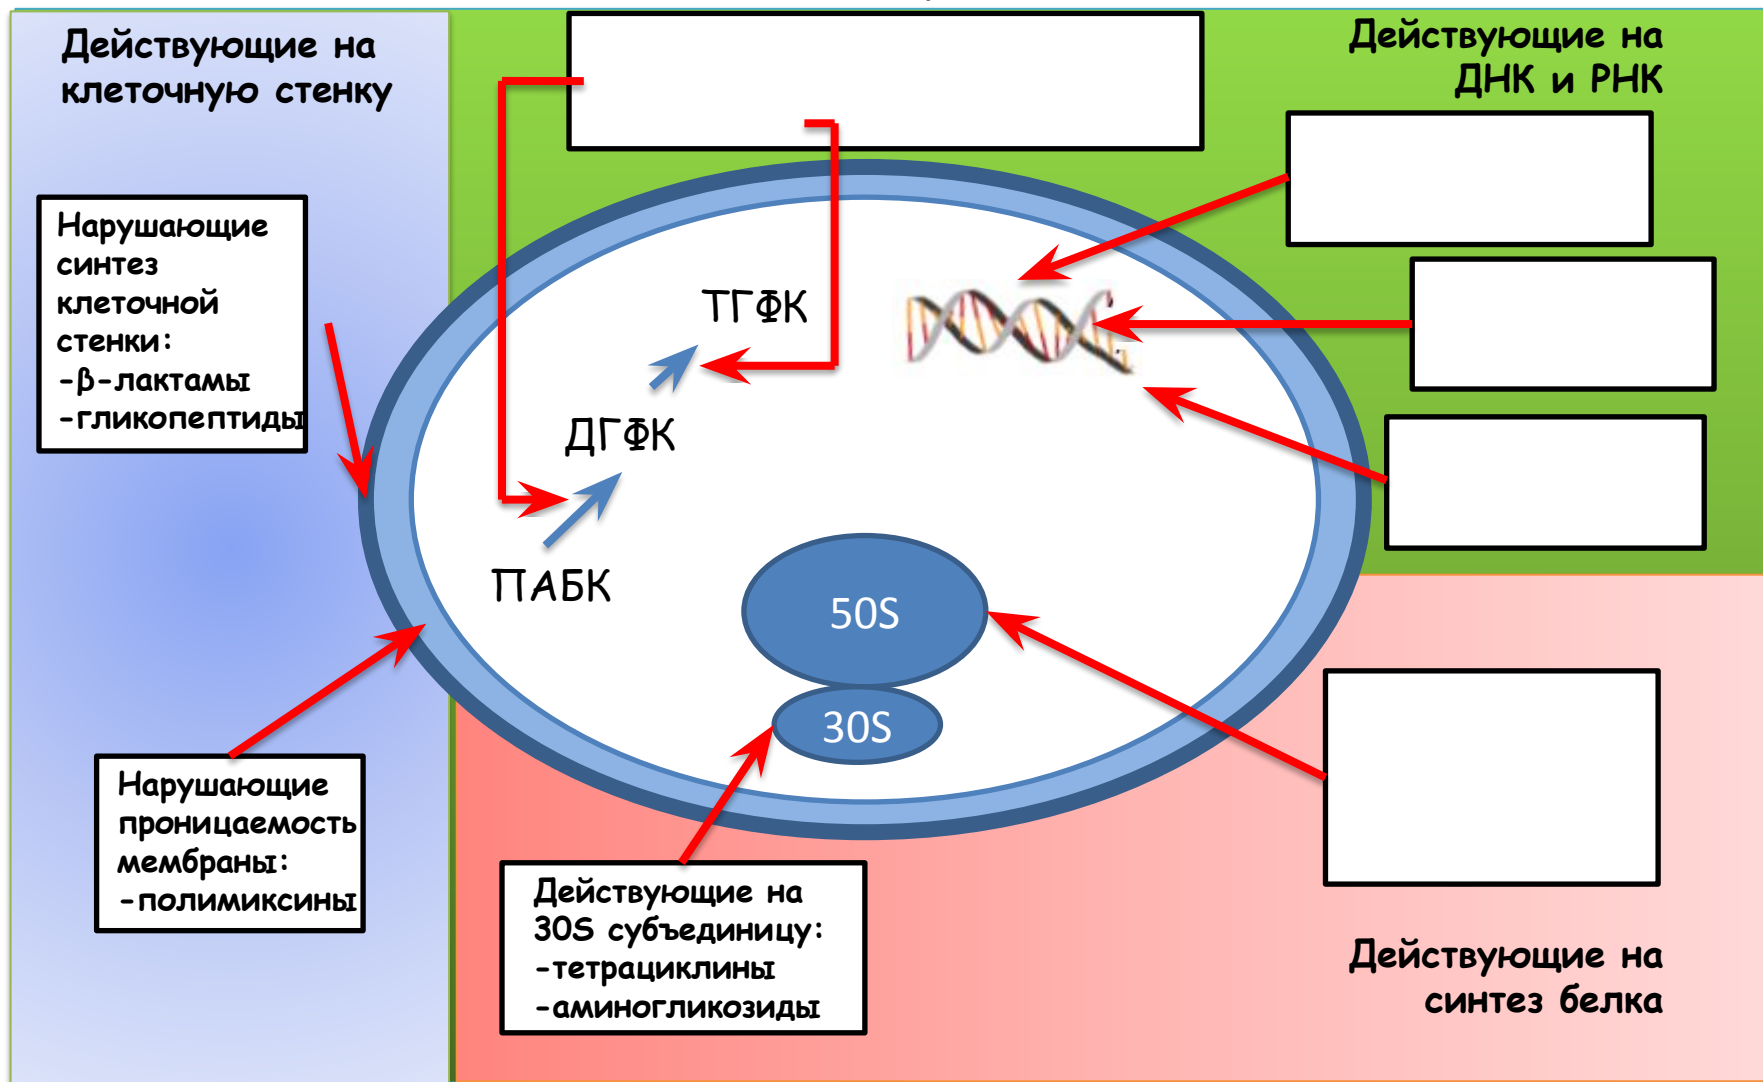 Действующие на
клеточную стенку
Действующие на
ДНК и РНК
Нарушающие
синтез
клеточной
стенки:
-β-лактамы
-гликопептиды
ТГФК
ДГФК
ПАБК
50S
30S
Нарушающие
проницаемость
мембраны:
-полимиксины
Действующие на
30S субъединицу:
-тетрациклины
-аминогликозиды
Действующие на
синтез белка